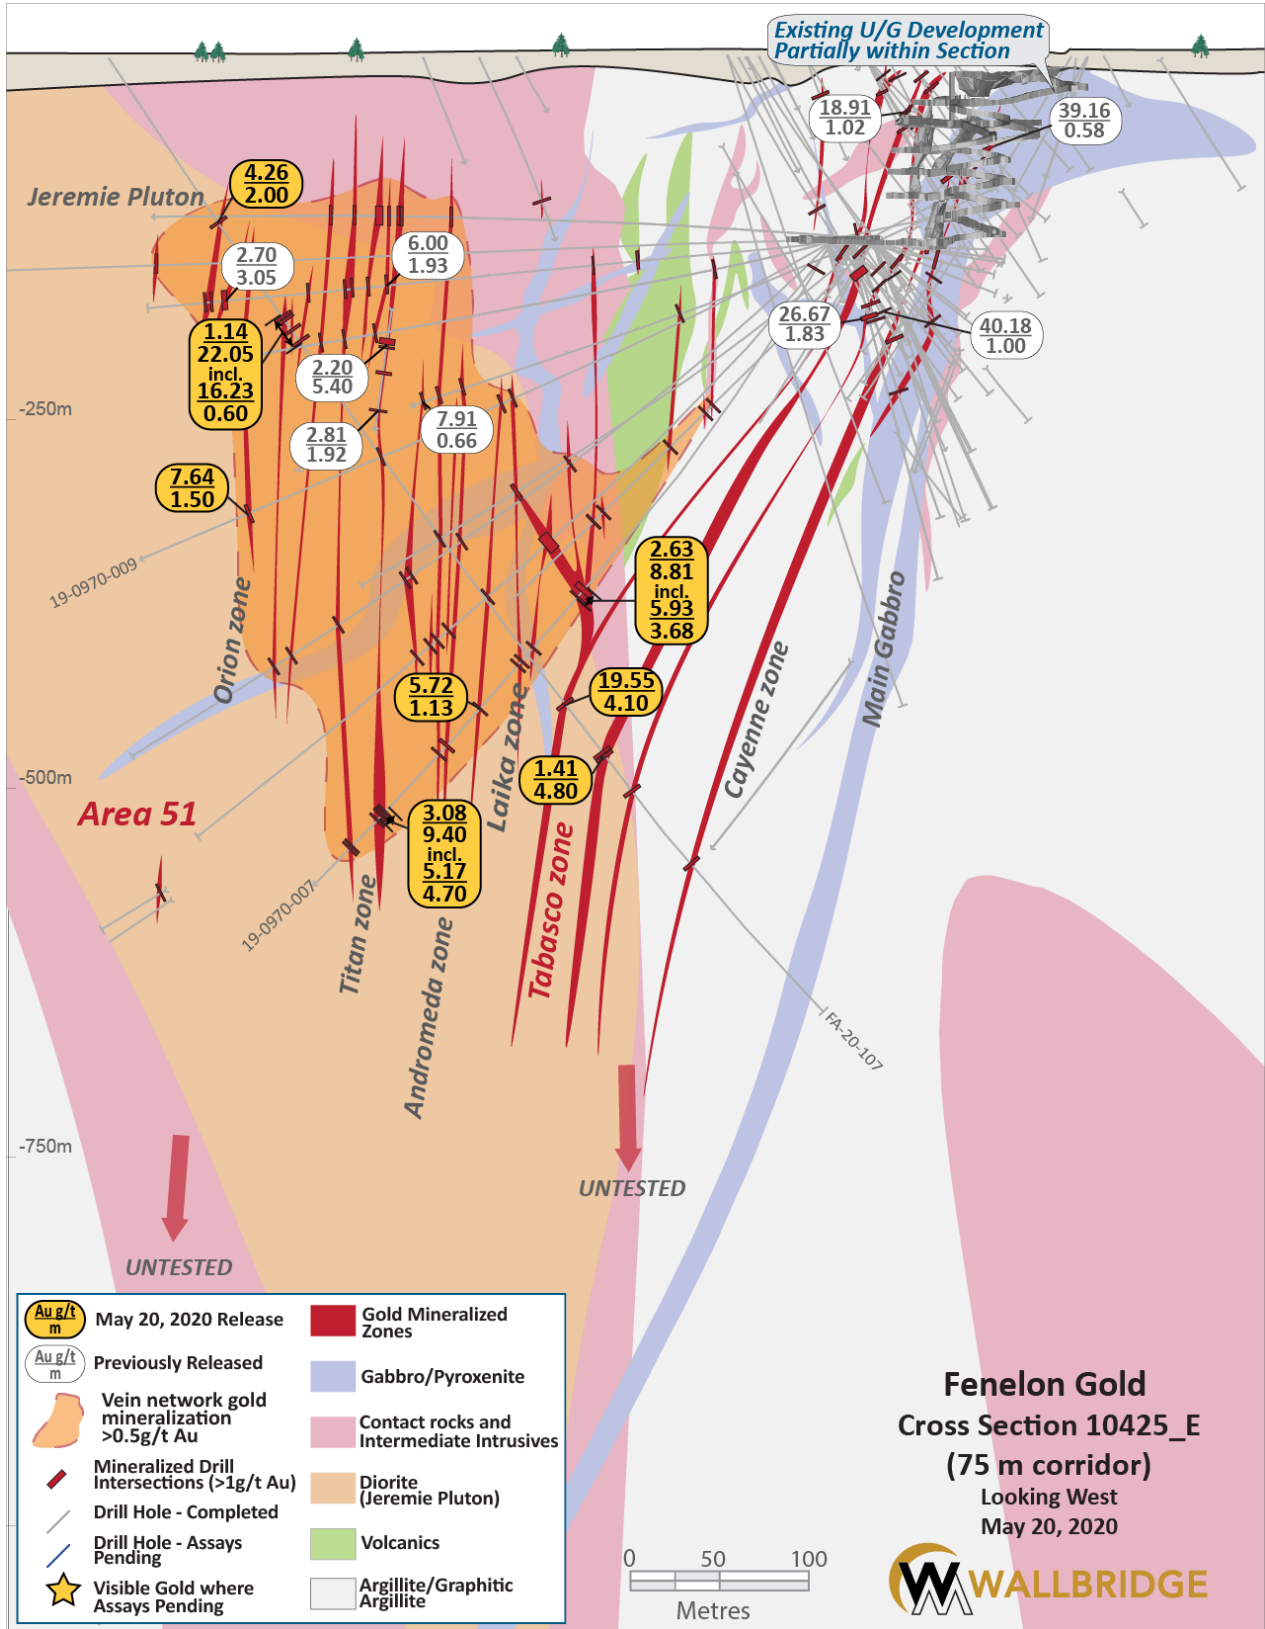 Existing U/G Development
Partially within Section
18.91
1.02
39.16
0.58
Jeremie Pluton
4.26
2.00
2.70
3.05
6.00
1.93
26.67
1.83
40.18
1.00
1.14
22.05
incl.
16.23
0.60
2.20
5.40
-250m
2.81
1.92
7.91
0.66
7.64
1.50
19-0970-009
2.63
8.81
incl.
5.93
3.68
Orion zone
Main Gabbro
Cayenne zone
5.72
1.13
19.55
4.10
Laika zone
-500m
1.41
4.80
Area 51
3.08
9.40
incl.
5.17
4.70
Tabasco zone
19-0970-007
Titan zone
Andromeda zone
FA-20-107
-750m
UNTESTED
UNTESTED
Au g/t
m
May 20, 2020 Release
Au g/t
m
Previously Released
Vein network gold
mineralization
>0.5g/t Au
Mineralized Drill
Intersections (>1g/t Au)
Drill Hole - Completed
Drill Hole - Assays
Pending
Visible Gold where
Assays Pending
Gold Mineralized
Zones
Gabbro/Pyroxenite
Contact rocks and
Intermediate Intrusives
Diorite
(Jeremie Pluton)
Volcanics
Argillite/Graphitic
Argillite
0 50 100
Metres
Fenelon Gold
Cross Section 10425_E
(75 m corridor)
Looking West
May 20, 2020
WALLBRIDGE